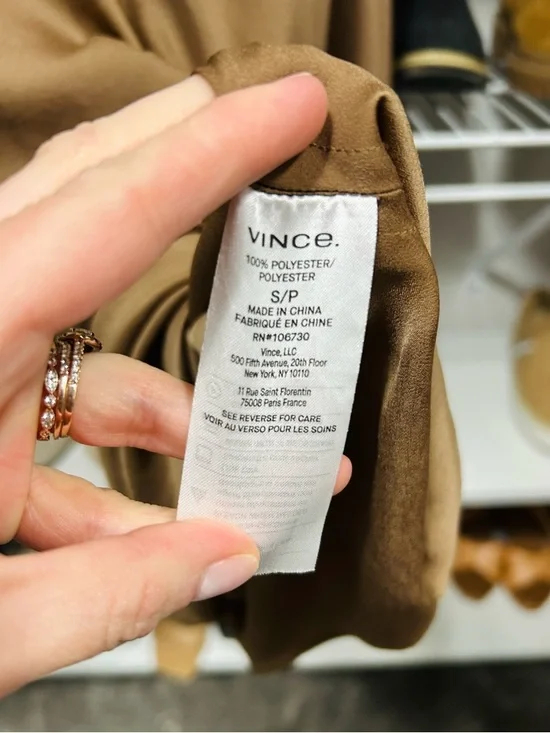 VINCE.
100% POLYESTER/
POLYESTER
S/P
MADE IN CHINA
FABRIQUÉ EN CHINE
RN#106730
Vince, LLC
500 Fifth Avenue, 20th Floor
New York, NY 10110
11 Rue Saint Florentin
75008 Paris France
SEE REVERSE FOR CARE
VOIR AU VERSO POUR LES SOINS